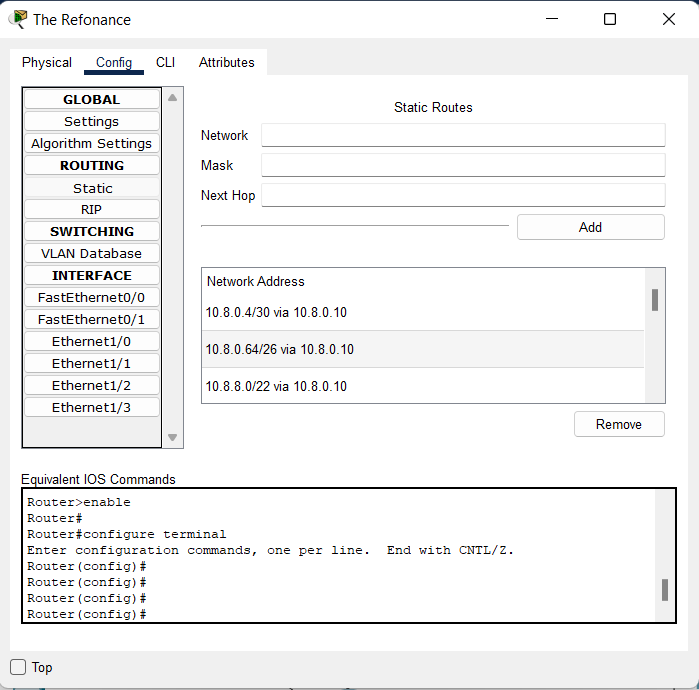 The Refonance
Physical Config CLI Attributes
GLOBAL
Settings
Algorithm Settings
ROUTING
Static
RIP
SWITCHING
VLAN Database
INTERFACE
FastEthernet0/0
FastEthernet0/1
Ethernet1/0
Ethernet1/1
Ethernet1/2
Ethernet1/3
Static Routes
Network
Mask
Next Hop
Add
Network Address
10.8.0.4/30 via 10.8.0.10
10.8.0.64/26 via 10.8.0.10
10.8.8.0/22 via 10.8.0.10
Remove
Equivalent IOS Commands
Router>enable
Router#
Router#configure terminal
Enter configuration commands, one per line.  End with CNTL/Z.
Router(config)#
Router(config)#
Router(config)#
Router(config)#
Top